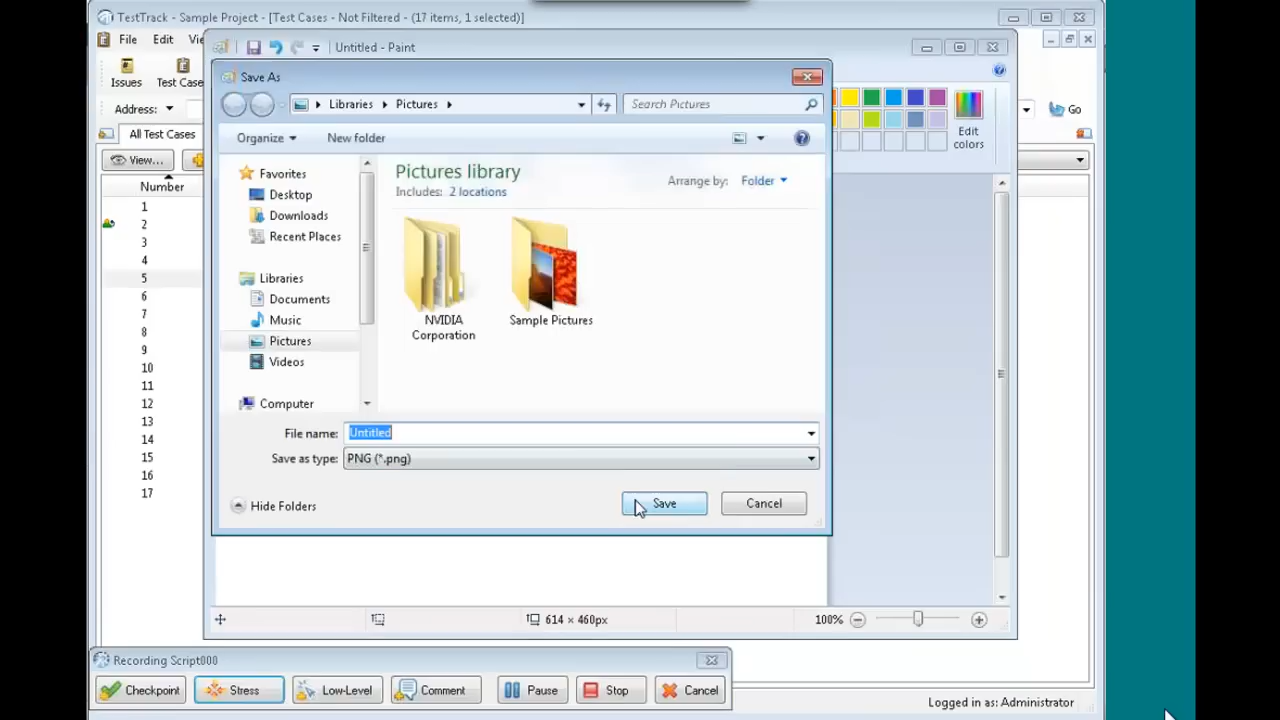 TestTrack - Sample Project - [Test Cases - Not Filtered - (17 items, 1 selected)]
File Edit
Untitled - Paint
Issues
Save As
Libraries Pictures
Search Pictures
Address:
Go
Edit
colors
All Test Cases
Organize
New folder
View...
Number
Pictures library
Includes: 2 locations
Arrange by: Folder
Favorites
Desktop
Downloads
Recent Places
Libraries
Documents
Music
Pictures
Videos
Computer
NVIDIA
Corporation
Sample Pictures
1
2
3
4
5
6
7
8
9
10
11
12
13
14
15
16
17
File name: Untitled
Save as type: PNG (*.png)
Hide Folders
Save
Cancel
614 × 460px
100%
Recording Script000
Checkpoint
Stress
Low-Level
Comment
Pause
Stop
Cancel
Logged in as: Administrator